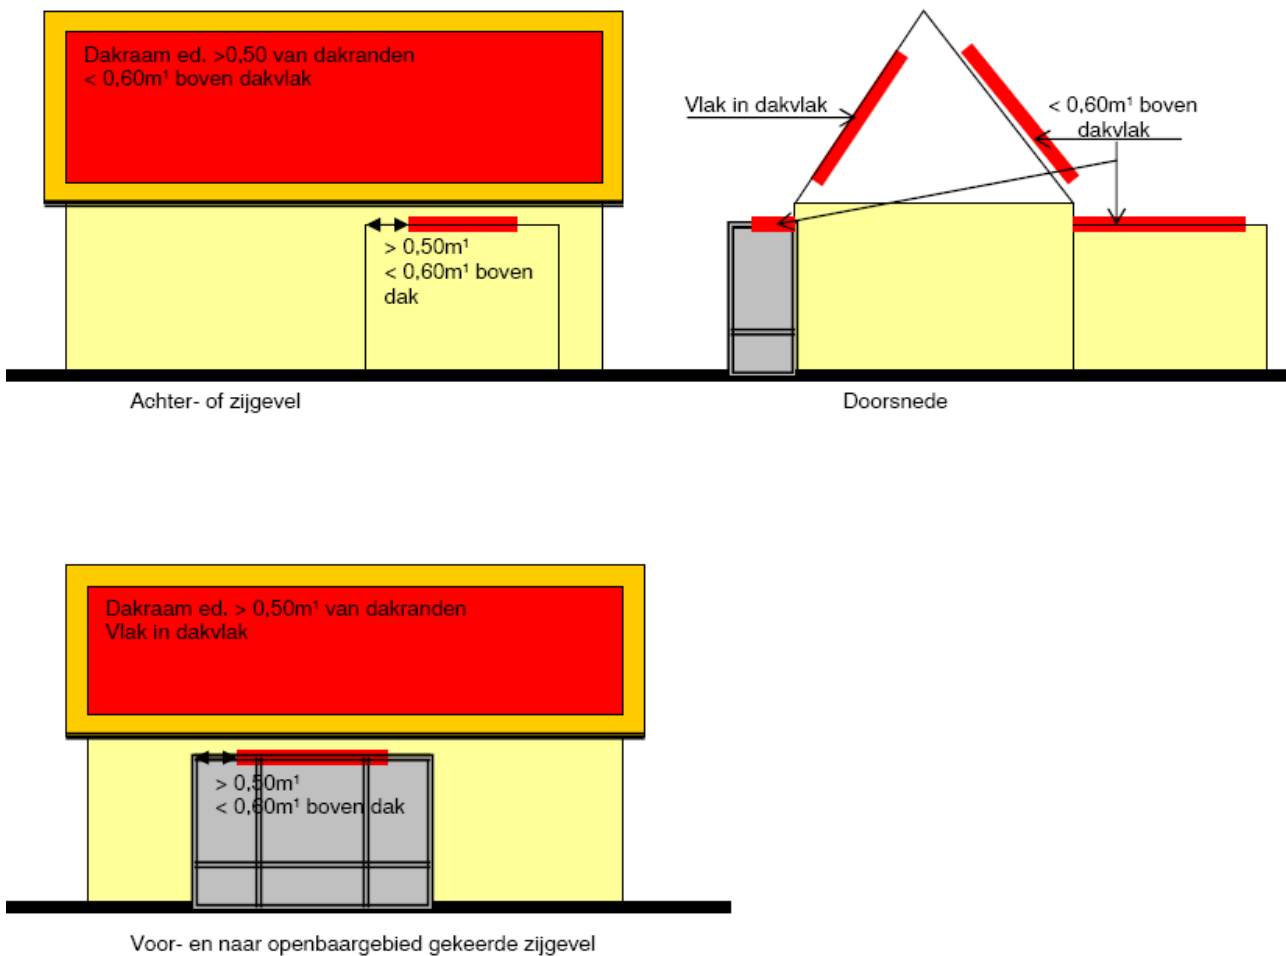 Dakraam ed. >0,50 van dakranden
< 0,60m¹ boven dakvlak
> 0,50m¹
< 0,60m¹ boven
dak
Achter- of zijgevel
Vlak in dakvlak
< 0,60m¹ boven
dakvlak
Doorsnede
Dakraam ed. > 0,50m¹ van dakranden
Vlak in dakvlak
> 0,50m¹
< 0,60m¹ boven dak
Voor- en naar openbaargebied gekeerde zijgevel